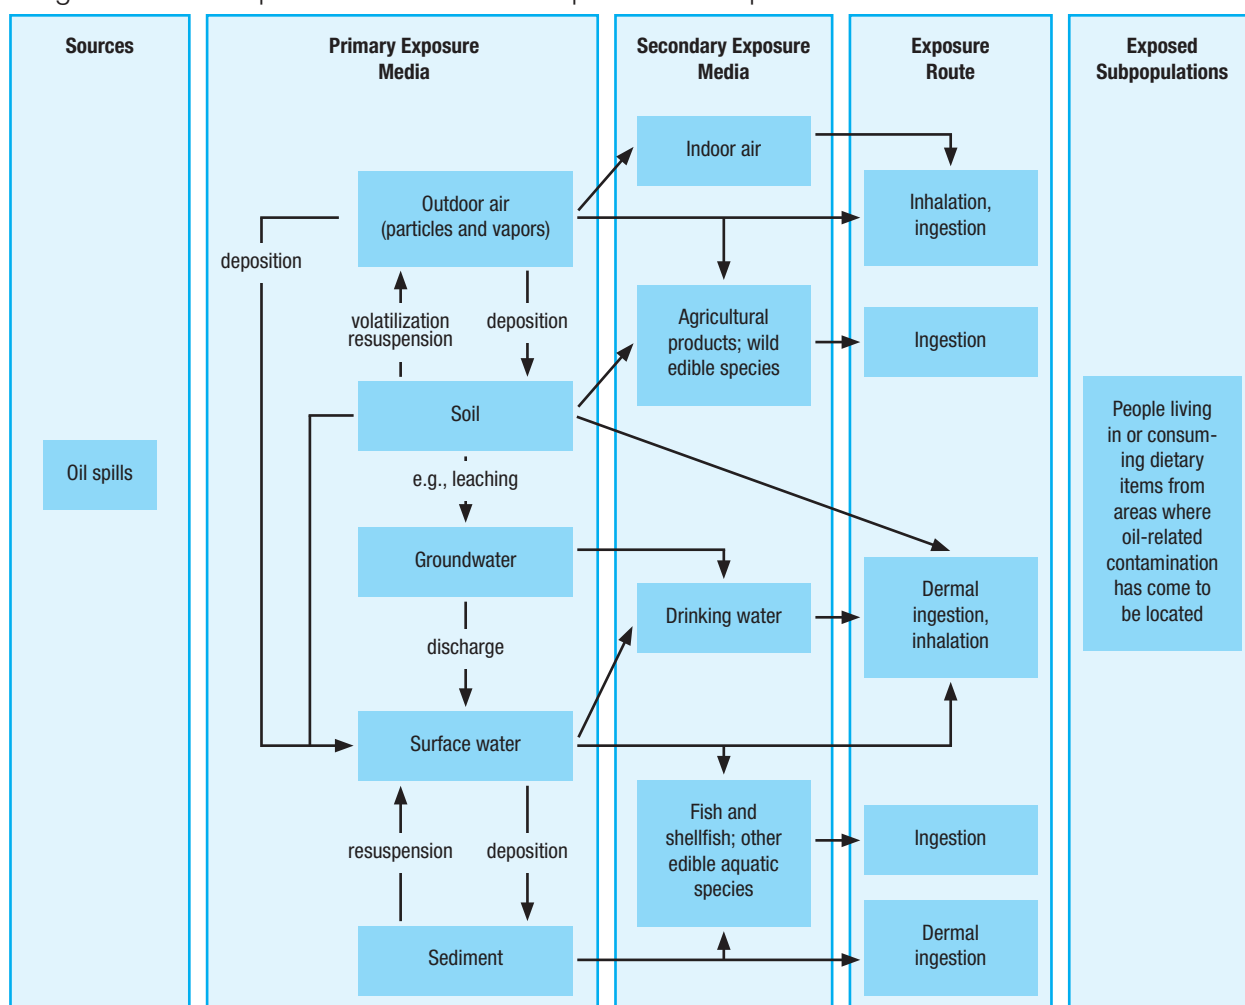 Sources
Primary Exposure
Media
Secondary Exposure
Media
Exposure
Route
Exposed
Subpopulations
Indoor air
Outdoor air
(particles and vapors)
Inhalation,
ingestion
deposition
volatilization
resuspension
deposition
Agricultural
products; wild
edible species
Ingestion
Soil
People living
in or consum-
ing dietary
items from
areas where
oil-related
contamination
has come to
be located
Oil spills
e.g., leaching
Groundwater
Drinking water
Dermal
ingestion,
inhalation
discharge
Surface water
Fish and
shellfish; other
edible aquatic
species
Ingestion
resuspension
deposition
Sediment
Dermal
ingestion